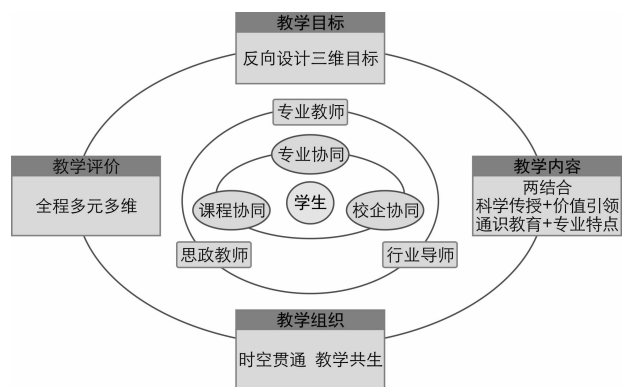 教学目标
反向设计三维目标
专业教师
专业协同
教学评价
全程多元多维
学生
课程协同
校企协同
教学内容
两结合
科学传授+价值引领
通识教育+专业特点
思政教师
行业导师
教学组织
时空贯通 教学共生